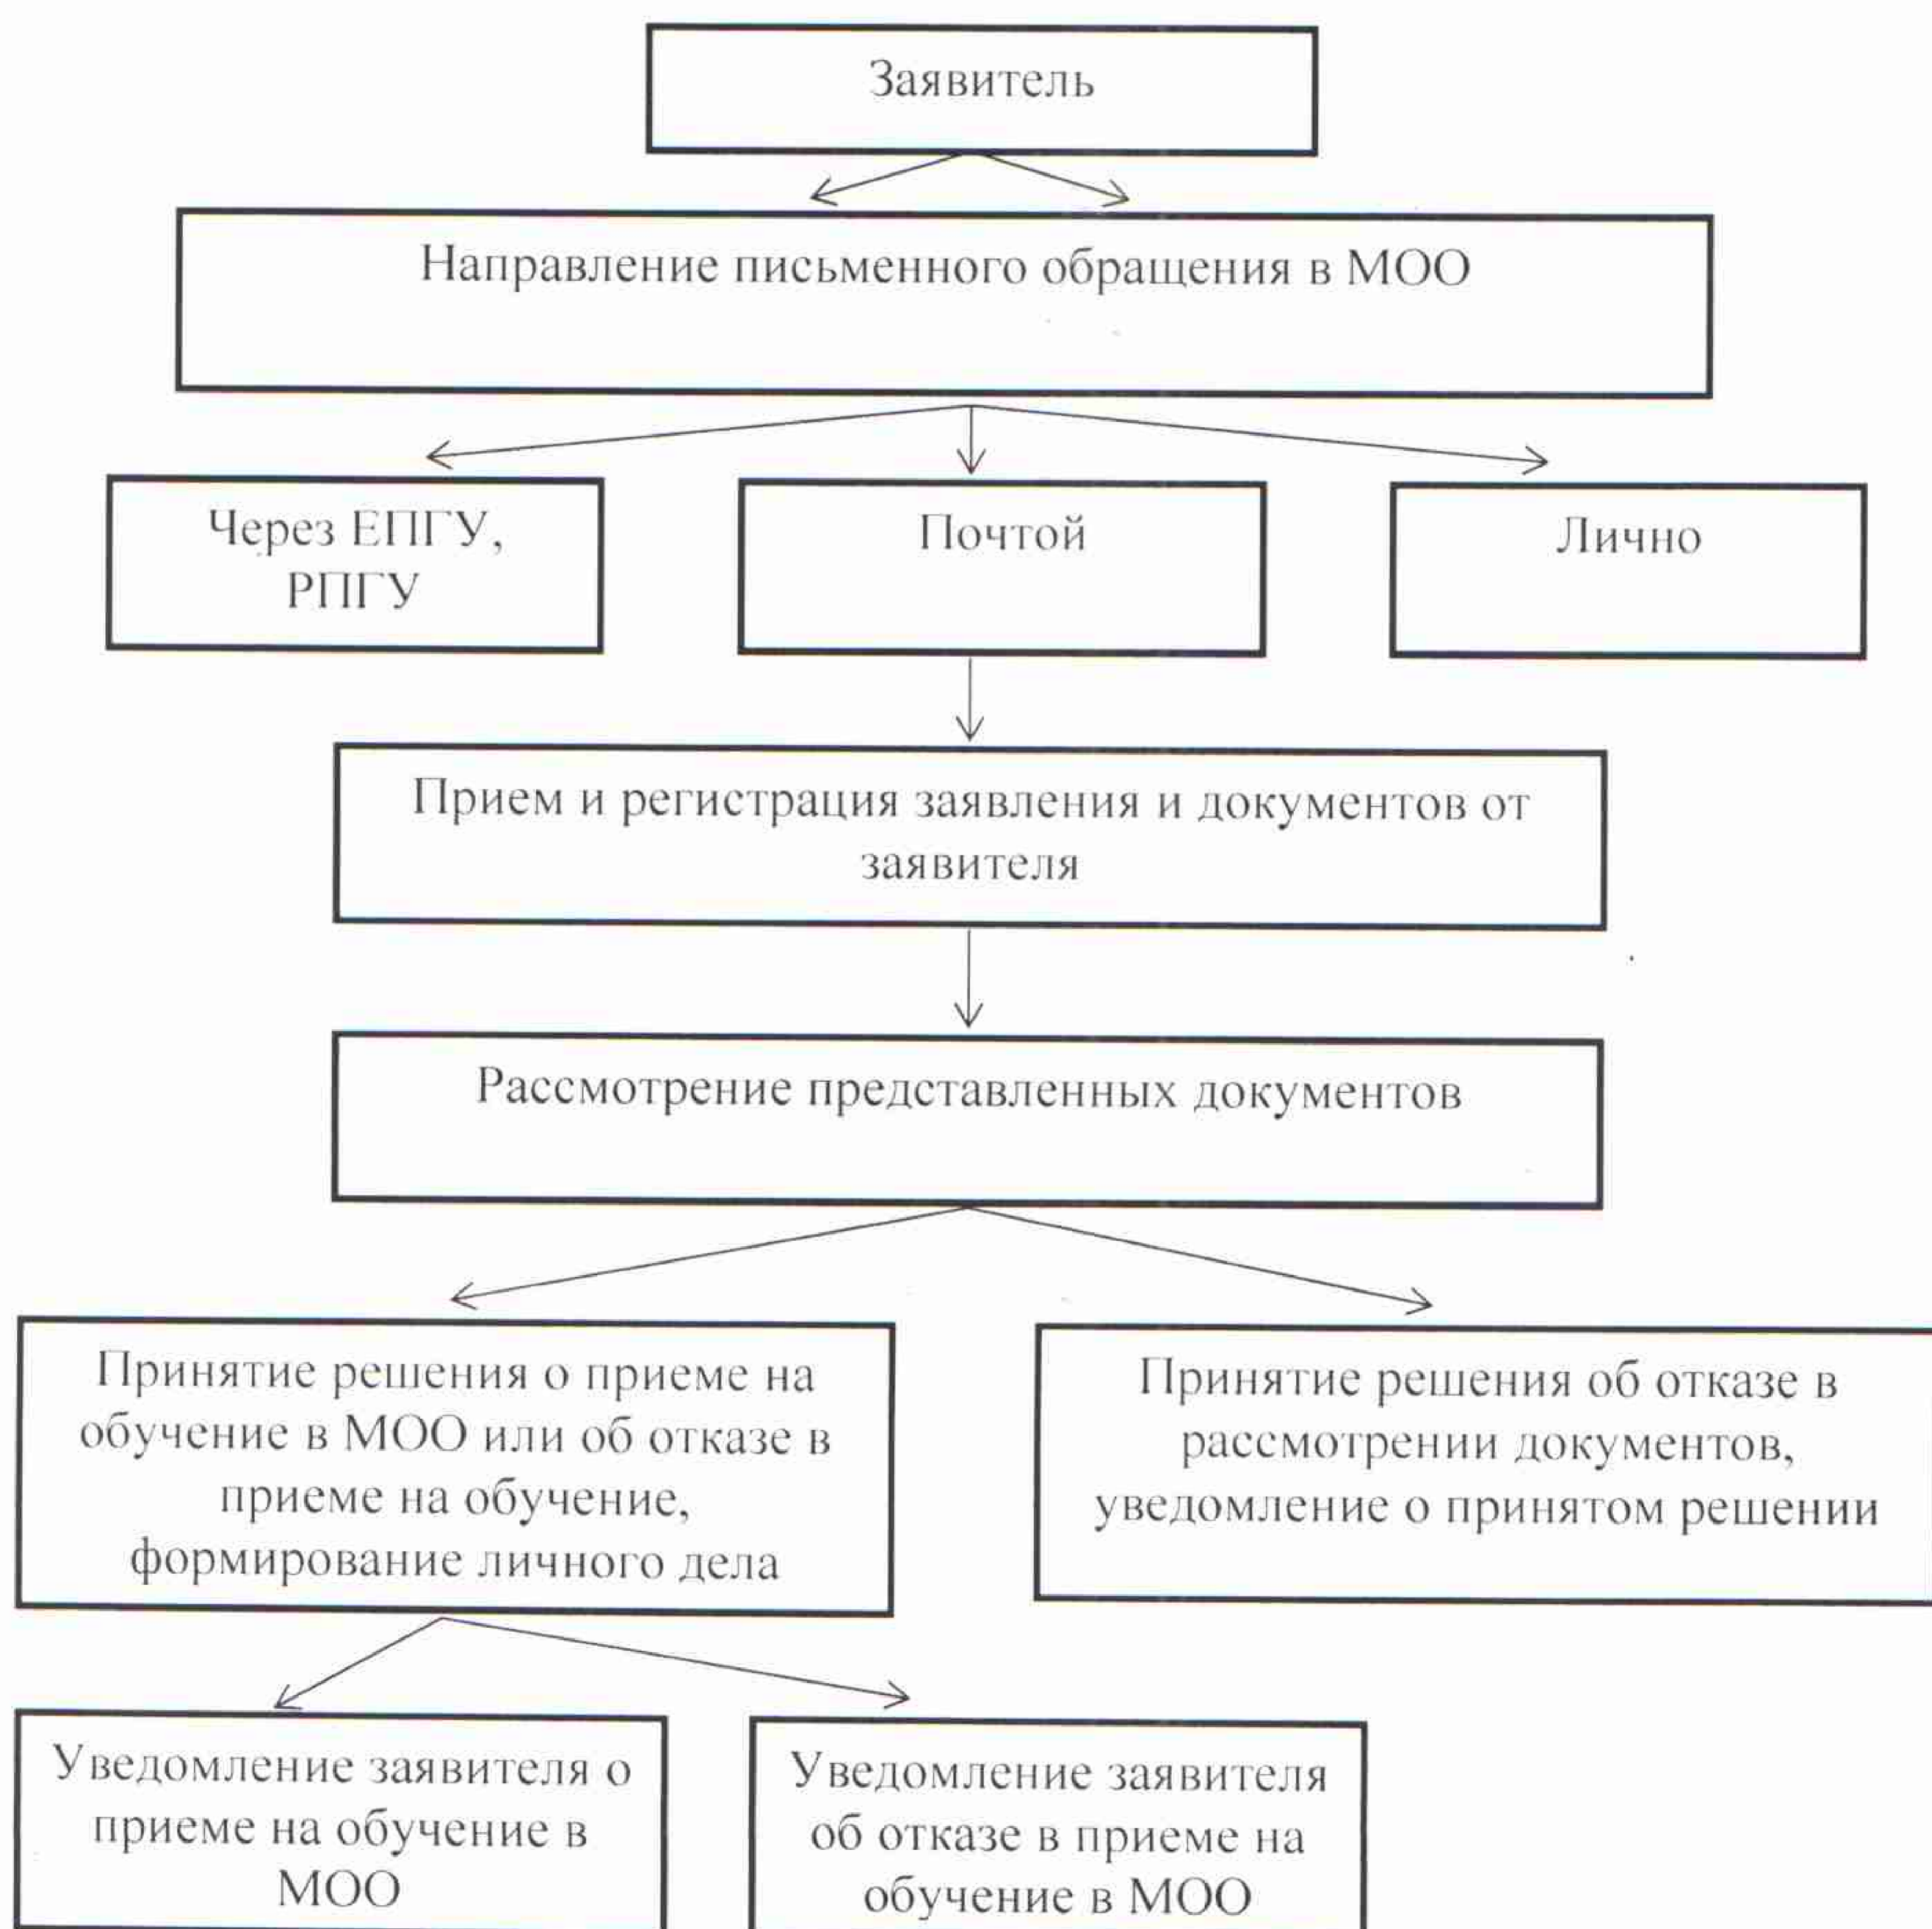 Заявитель
Направление письменного обращения в МОО
Через ЕПГУ,
РПГУ
Почтой
Лично
Прием и регистрация заявления и документов от
заявителя
Рассмотрение представленных документов
Принятие решения о приеме на
обучение в МОО или об отказе в
приеме на обучение,
формирование личного дела
Принятие решения об отказе в
рассмотрении документов,
уведомление о принятом решении
Уведомление заявителя о
приеме на обучение в
МОО
Уведомление заявителя
об отказе в приеме на
обучение в МОО